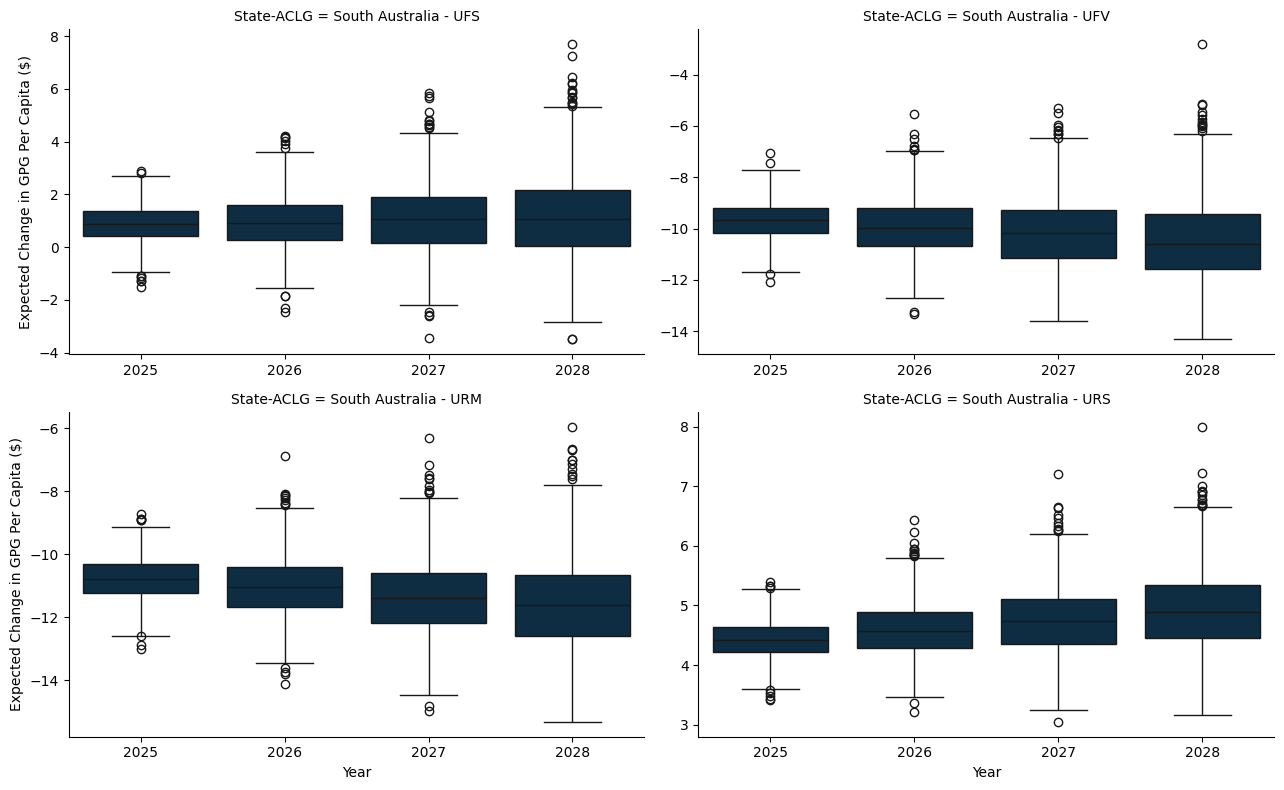 State-ACLG = South Australia - UFS
Expected Change in GPG Per Capita ($)
8
6
4
2
0
−2
−4
2025 2026 2027 2028
State-ACLG = South Australia - UFV
−4
−6
−8
−10
−12
−14
2025 2026 2027 2028
State-ACLG = South Australia - URM
Expected Change in GPG Per Capita ($)
−6
−8
−10
−12
−14
2025 2026 2027 2028
Year
State-ACLG = South Australia - URS
8
7
6
5
4
3
2025 2026 2027 2028
Year